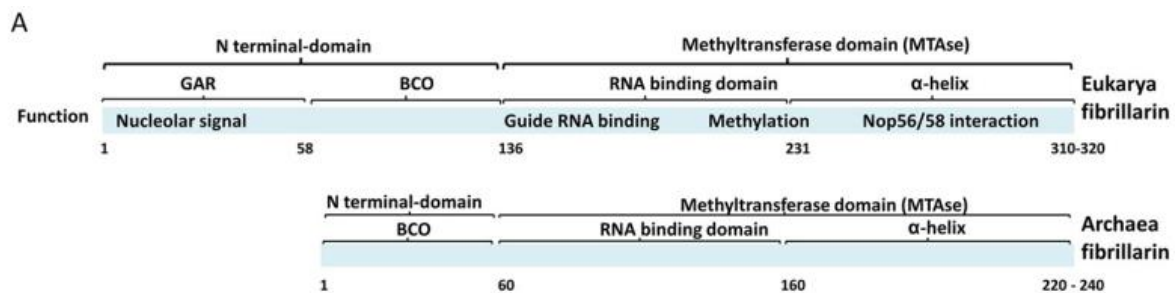 A
N terminal-domain Methyltransferase domain (MTAse)
GAR BCO RNA binding domain α-helix Eukarya
Function Nucleolar signal Guide RNA binding Methylation Nop56/58 interaction fibrillarin
1 58 136 231 310-320
N terminal-domain Methyltransferase domain (MTAse)
BCO RNA binding domain α-helix Archaea
fibrillarin
1 60 160 220 - 240